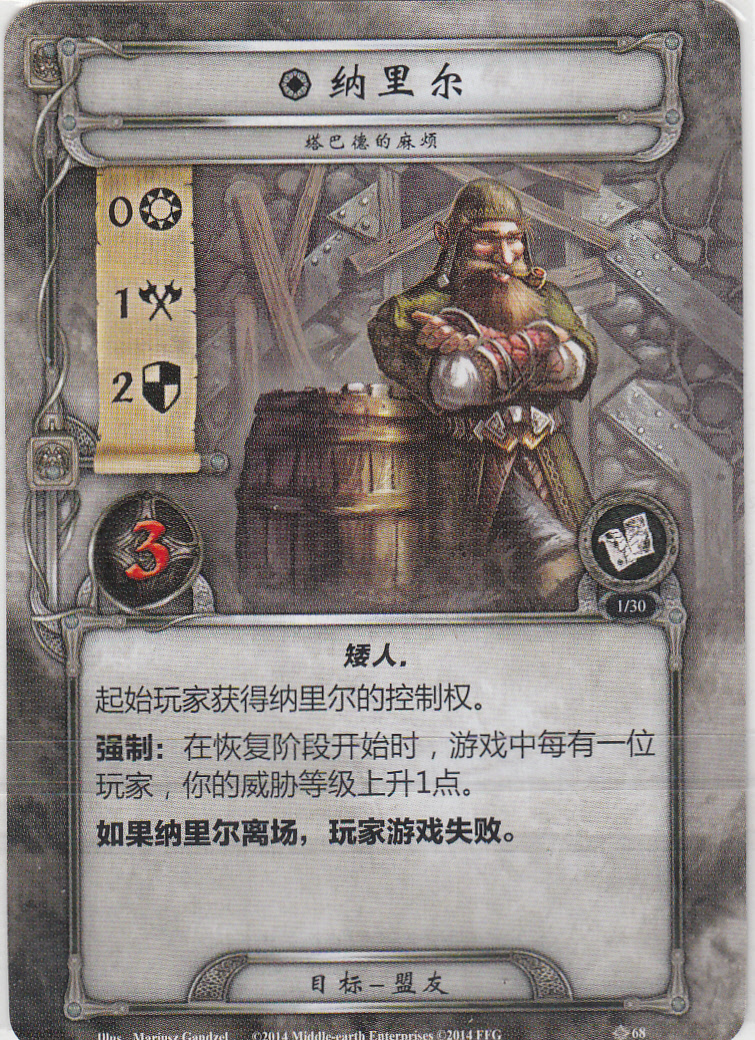 纳里尔
塔巴德的麻烦
0
1
2
3
1/30
矮人.
起始玩家获得纳里尔的控制权。
强制：在恢复阶段开始时，游戏中每有一位
玩家，你的威胁等级上升1点。
如果纳里尔离场，玩家游戏失败。
目标－盟友
Illus. Mariusz Gandzel ©2014 Middle-earth Enterprises ©2014 FFG 68